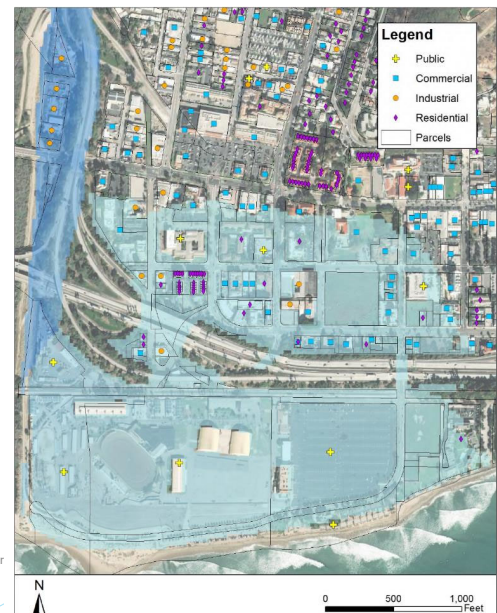 Legend
Public
Commercial
Industrial
Residential
Parcels
r
N
0 500 1,000
Feet